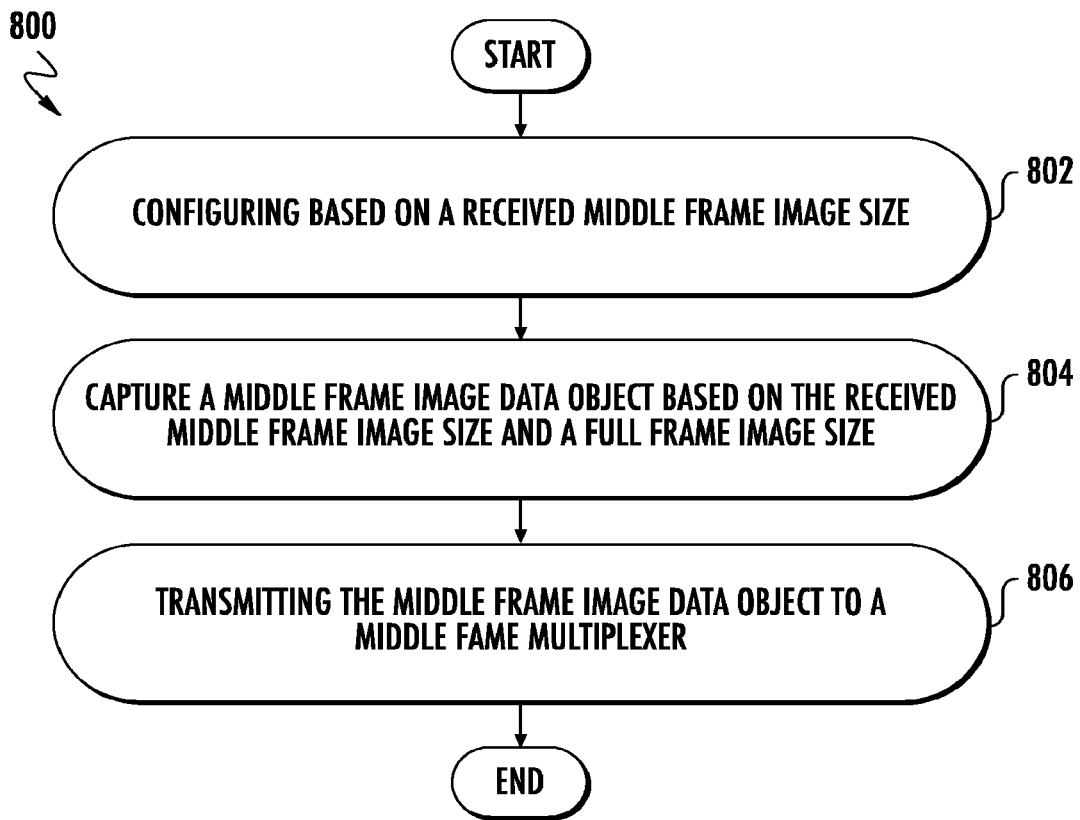 800
START
CONFIGURING BASED ON A RECEIVED MIDDLE FRAME IMAGE SIZE
802
CAPTURE A MIDDLE FRAME IMAGE DATA OBJECT BASED ON THE RECEIVED
MIDDLE FRAME IMAGE SIZE AND A FULL FRAME IMAGE SIZE
804
TRANSMITTING THE MIDDLE FRAME IMAGE DATA OBJECT TO A
MIDDLE FAME MULTIPLEXER
806
END